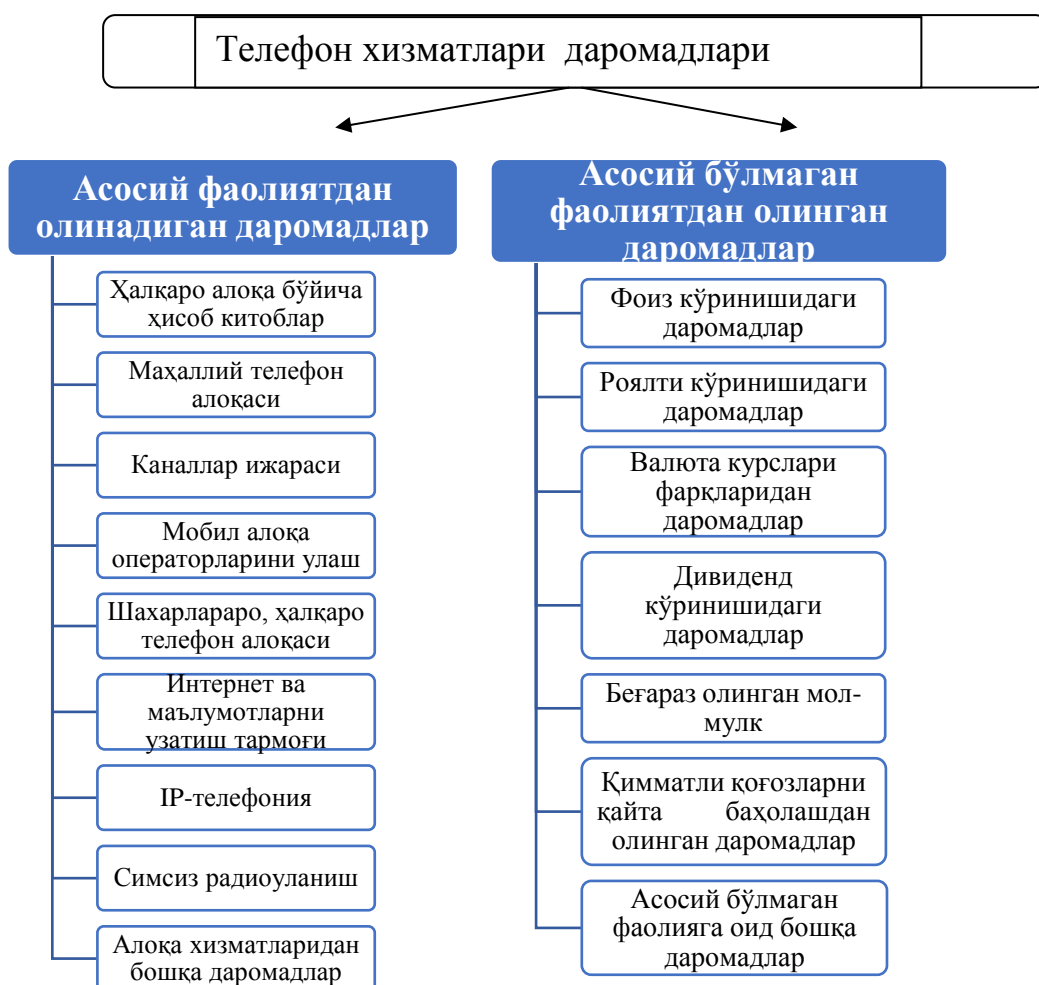 Телефон хизматлари даромадлари
Асосий фаолиятдан
олинадиган даромадлар
Ҳалқаро алоқа бўйича
ҳисоб китоблар
Маҳаллий телефон
алоқаси
Каналлар ижараси
Мобил алоқа
операторларини улаш
Шахарлараро, ҳалқаро
телефон алоқаси
Интернет ва
маълумотларни
узатиш тармоғи
IP-телефония
Симсиз радиоуланиш
Алоқа хизматларидан
бошқа даромадлар
Асосий бўлмаган
фаолиятдан олинган
даромадлар
Фоиз кўринишидаги
даромадлар
Роялти кўринишидаги
даромадлар
Валюта курслари
фарқларидан
даромадлар
Дивиденд
кўринишидаги
даромадлар
Беғараз олинган мол-
мулк
Қимматли қоғозларни
қайта баҳолашдан
олинган даромадлар
Асосий бўлмаган
фаолияга оид бошқа
даромадлар